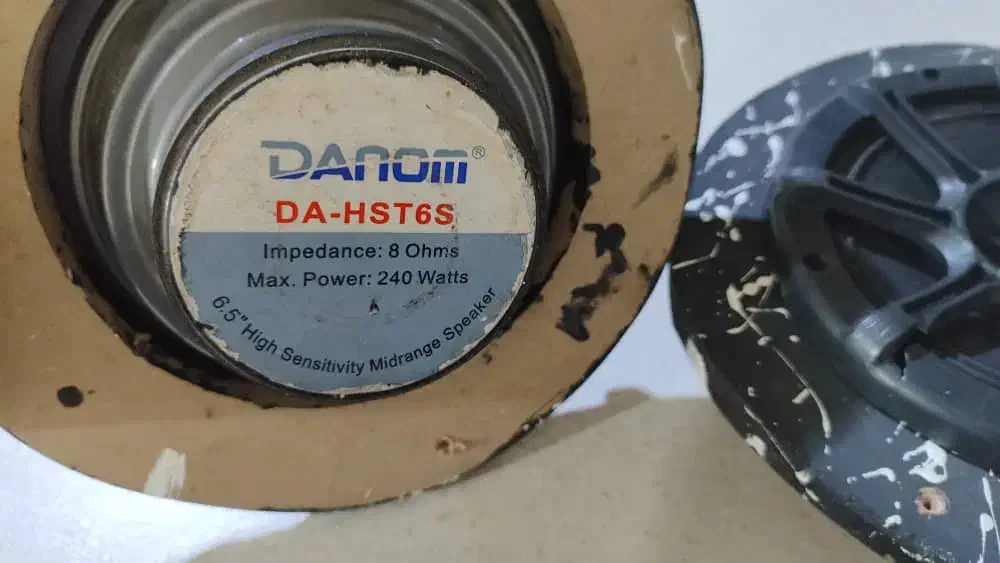 DANOM®
DA-HST6S
Impedance: 8 Ohms
Max. Power: 240 Watts
6.5" High Sensitivity Midrange Speaker